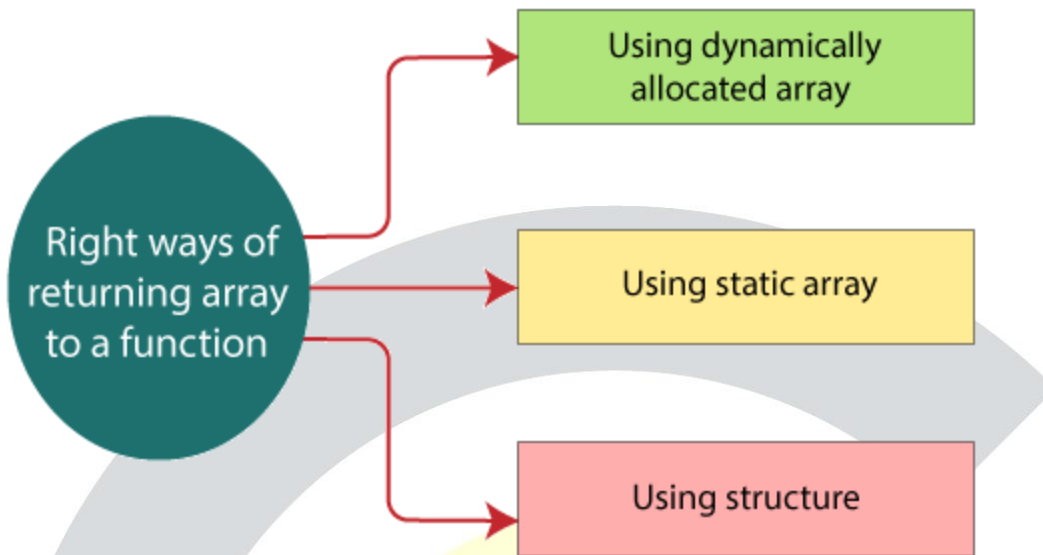 Right ways of
returning array
to a function
Using dynamically
allocated array
Using static array
Using structure